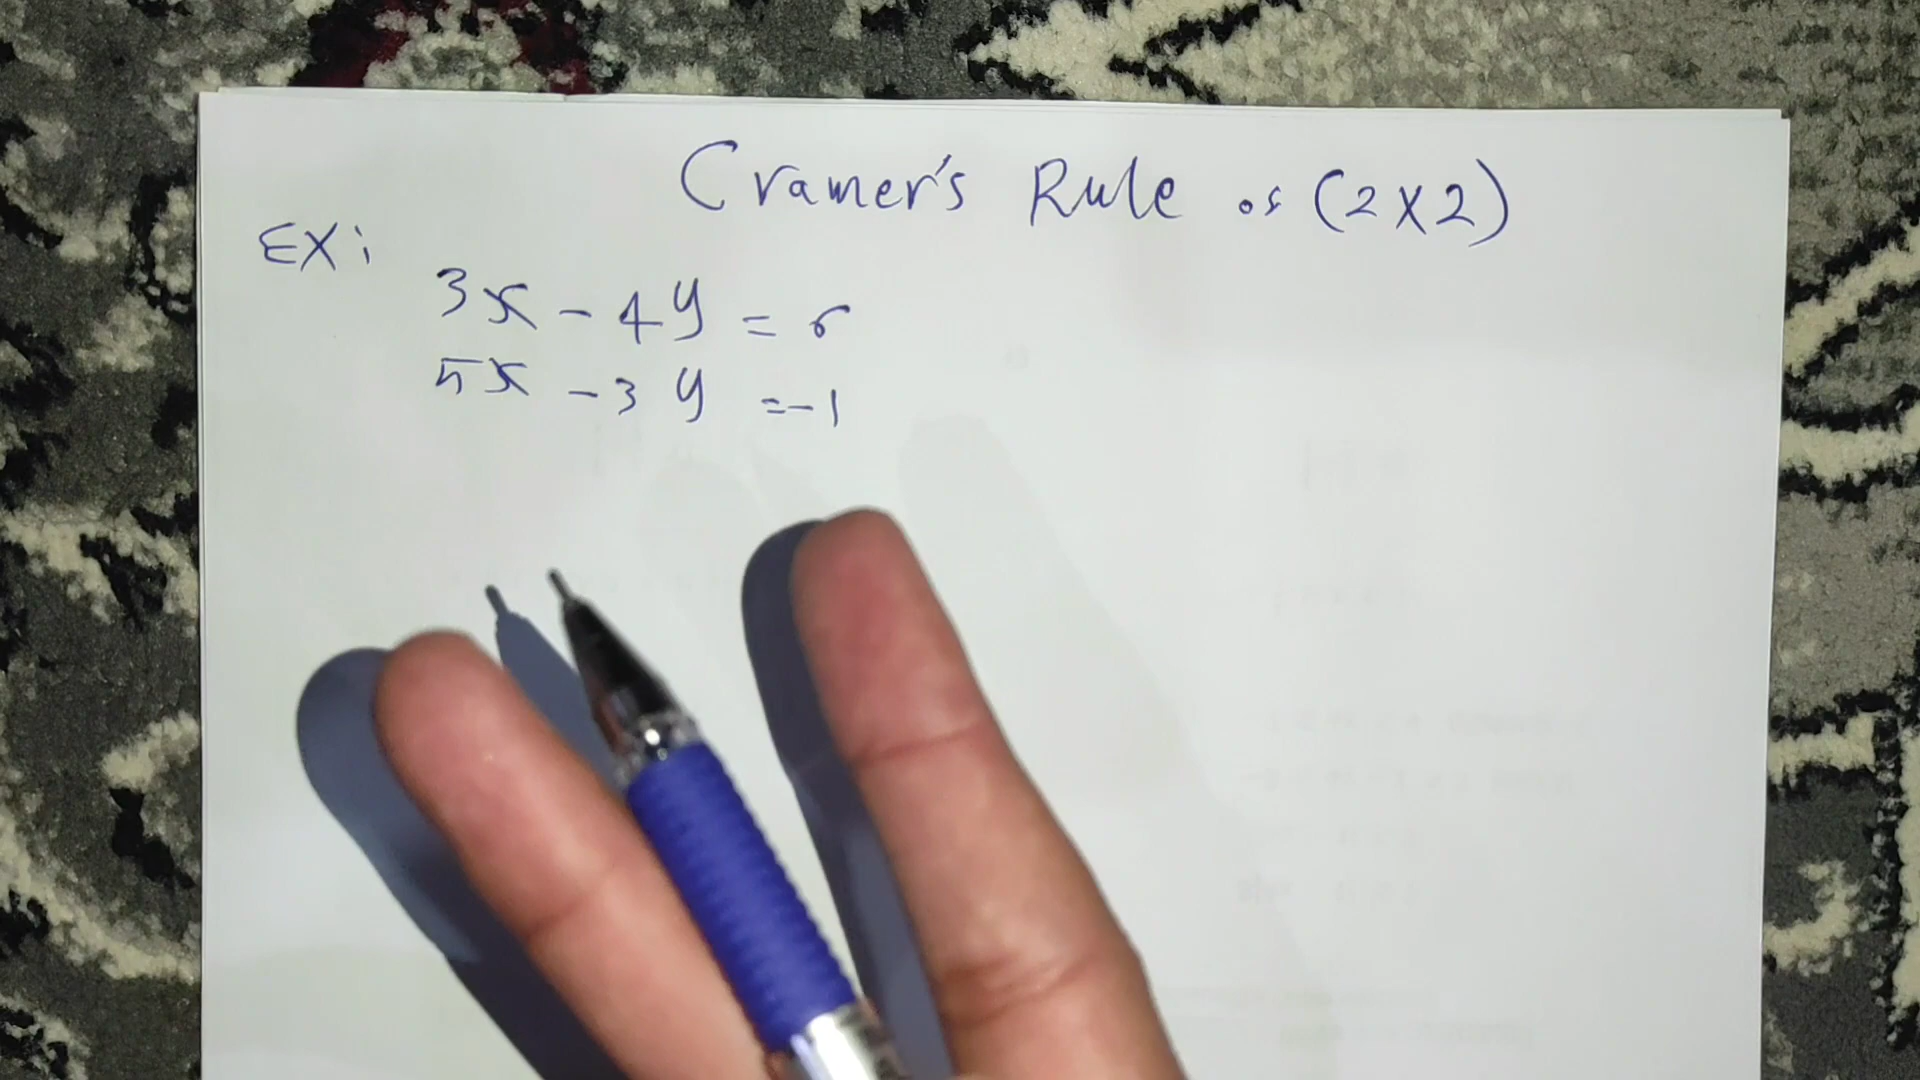 Cramer's Rule of (2X2)
EX:
3x - 4y = 6
5x - 3y = -1